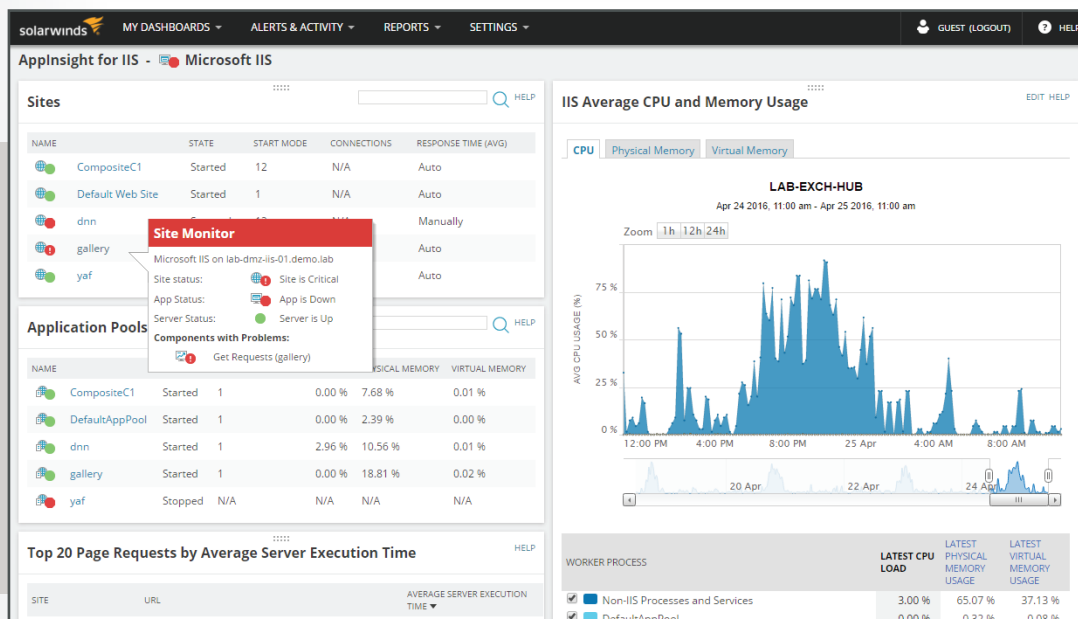 solarwinds MY DASHBOARDS ALERTS & ACTIVITY REPORTS SETTINGS GUEST (LOGOUT) ? HELP
AppInsight for IIS - Microsoft IIS
Sites HELP
NAME STATE START MODE CONNECTIONS RESPONSE TIME (AVG)
CompositeC1 Started 12 N/A Auto
Default Web Site Started 1 N/A Auto
dnn Manually
gallery Auto
yaf Auto
Site Monitor
Microsoft IIS on lab-dmz-iis-01.demo.lab
Site status: Site is Critical
App Status: App is Down
Server Status: Server is Up
Components with Problems:
Get Requests (gallery)
Application Pools HELP
NAME YSICAL MEMORY VIRTUAL MEMORY
CompositeC1 Started 1 0.00 % 7.68 % 0.01 %
DefaultAppPool Started 1 0.00 % 2.39 % 0.00 %
dnn Started 1 2.96 % 10.56 % 0.01 %
gallery Started 1 0.00 % 18.81 % 0.02 %
yaf Stopped N/A N/A N/A N/A
Top 20 Page Requests by Average Server Execution Time HELP
SITE URL AVERAGE SERVER EXECUTION
TIME ▼
IIS Average CPU and Memory Usage EDIT HELP
CPU Physical Memory Virtual Memory
LAB-EXCH-HUB
Apr 24 2016, 11:00 am - Apr 25 2016, 11:00 am
Zoom 1h 12h 24h
AVG CPU USAGE (%)
75 %
50 %
25 %
0 %
12:00 PM 4:00 PM 8:00 PM 25 Apr 4:00 AM 8:00 AM
20 Apr 22 Apr 24 Apr
WORKER PROCESS
LATEST CPU
LOAD
LATEST
PHYSICAL
MEMORY
USAGE
LATEST
VIRTUAL
MEMORY
USAGE
Non-IIS Processes and Services 3.00 % 65.07 % 37.13 %
DefaultAppPool 0.00 % 0.32 % 0.08 %